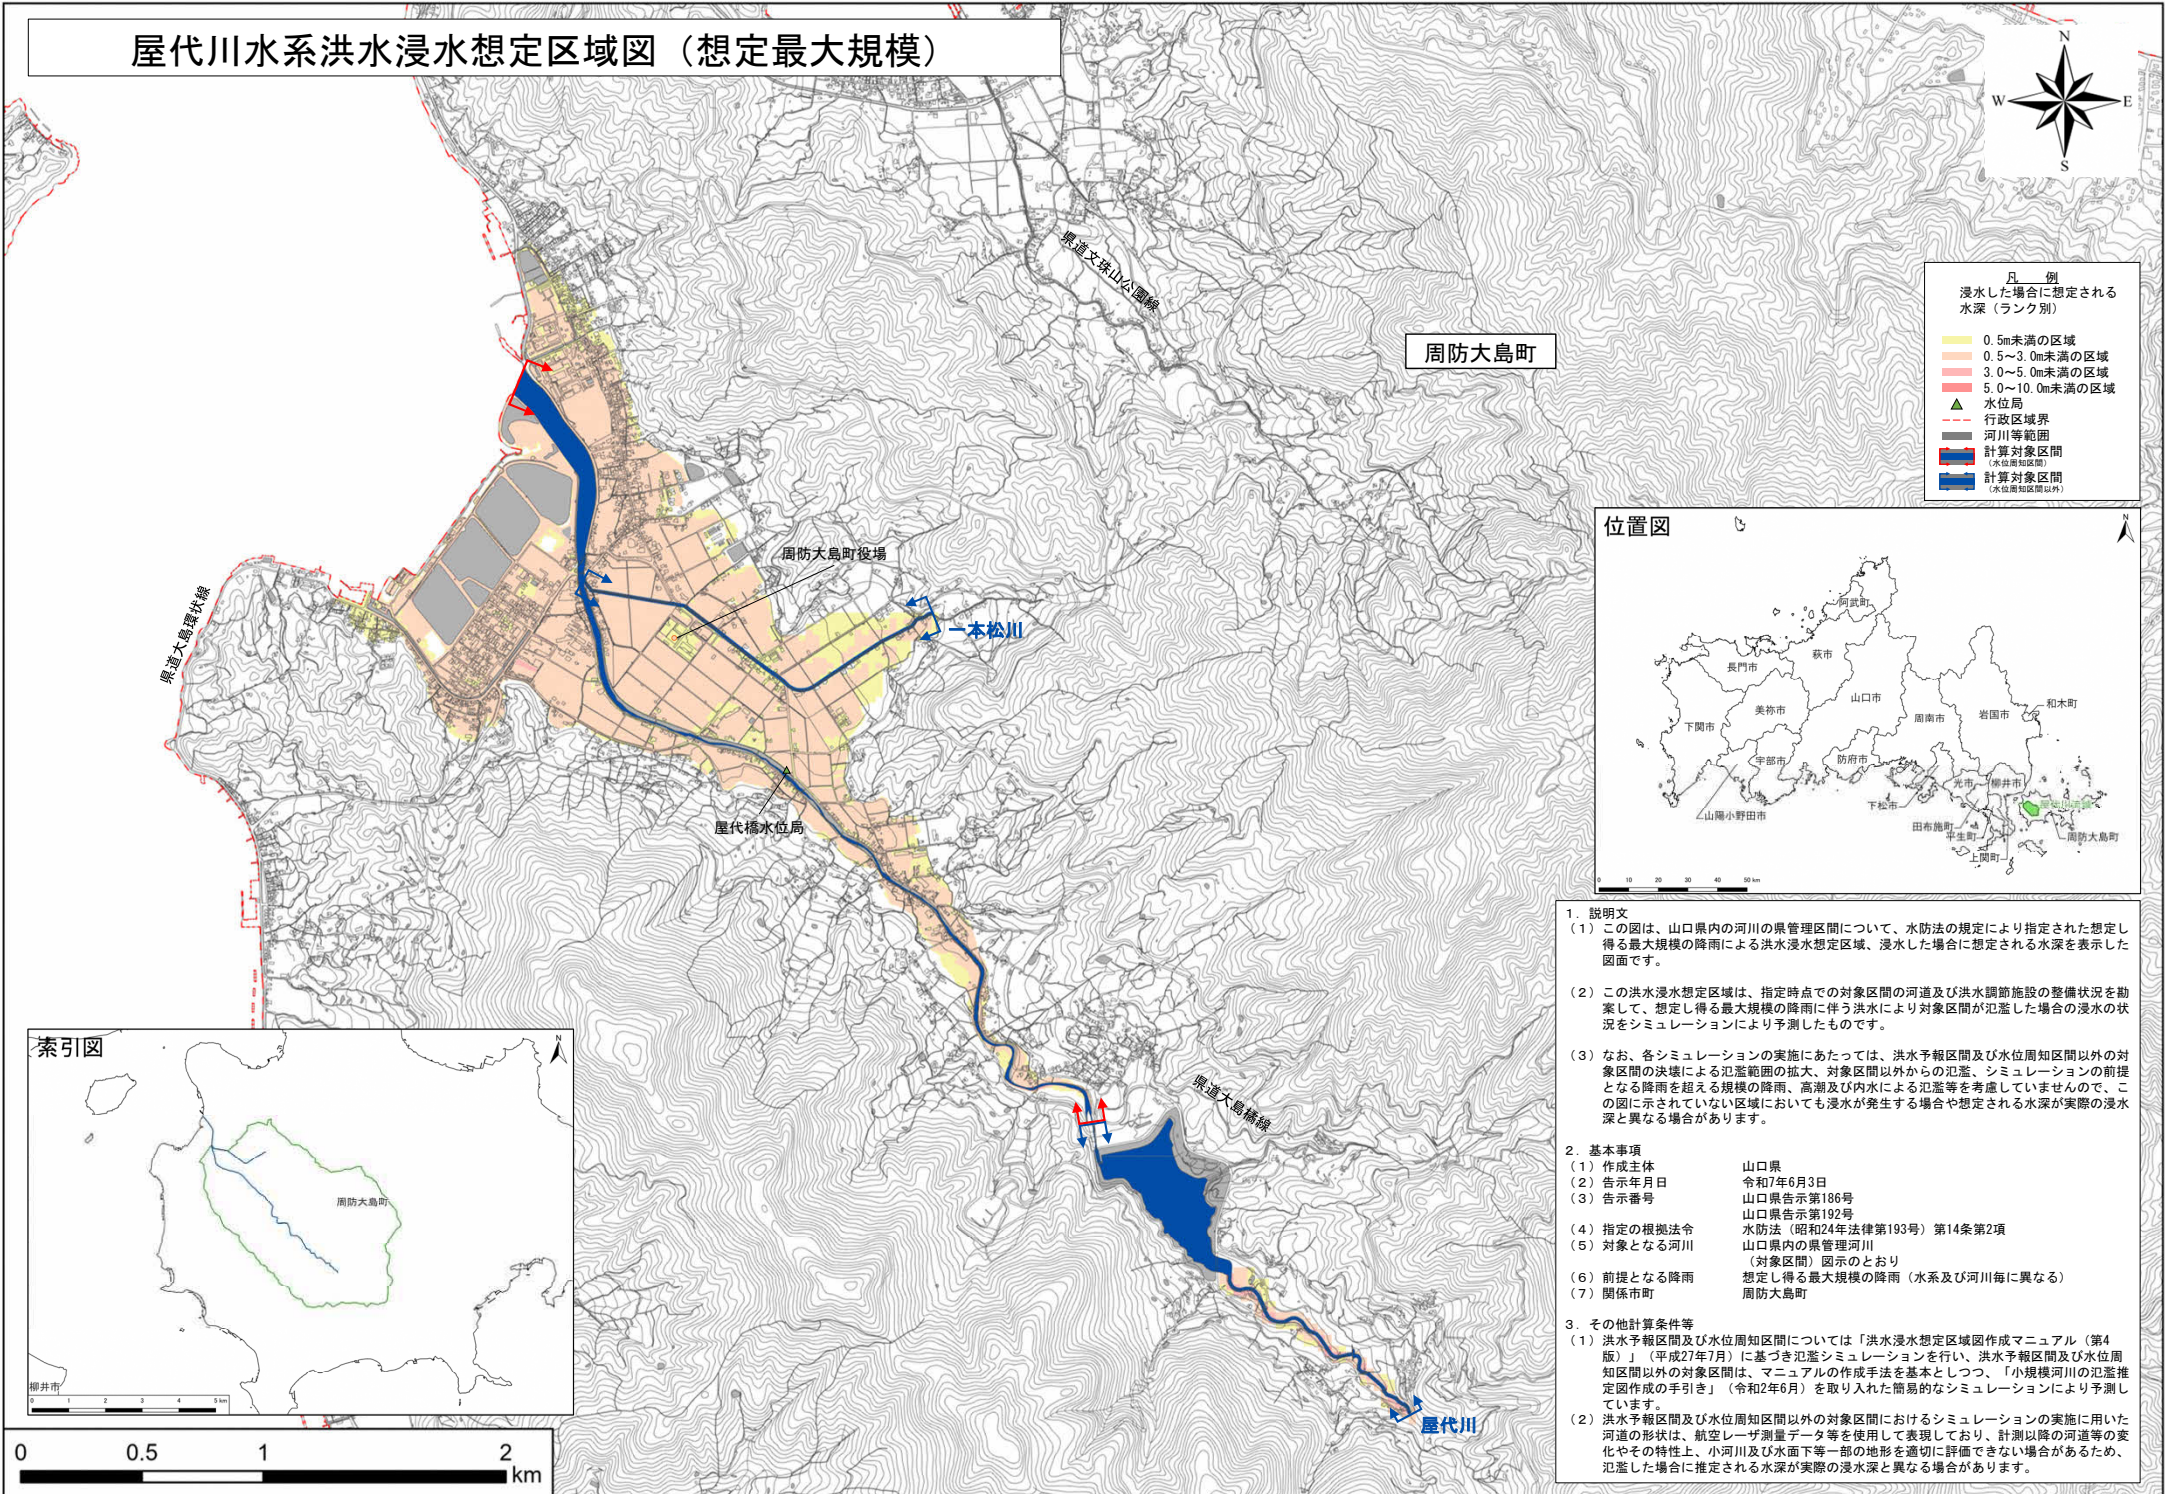 屋代川水系洪水浸水想定区域図（想定最大規模）
N
W
E
S
県道文珠山公園線
周防大島町
凡　例
浸水した場合に想定される
水深（ランク別）
0.5m未満の区域
0.5～3.0m未満の区域
3.0～5.0m未満の区域
5.0～10.0m未満の区域
水位局
行政区域界
河川等範囲
計算対象区間
（水位周知区間）
計算対象区間
（水位周知区間以外）
周防大島町役場
一本松川
県道大島環状線
屋代橋水位局
県道大島橋線
屋代川
位置図
N
阿武町
萩市
長門市
山口市
美祢市
周南市
岩国市
和木町
下関市
宇部市
防府市
下松市
光市
柳井市
屋代川流域
山陽小野田市
田布施町
平生町
周防大島町
上関町
0 10 20 30 40 50 km
索引図
N
周防大島町
柳井市
0 1 2 3 4 5 km
0 0.5 1 2
km
1．説明文
（1）この図は、山口県内の河川の県管理区間について、水防法の規定により指定された想定し
得る最大規模の降雨による洪水浸水想定区域、浸水した場合に想定される水深を表示した
図面です。
（2）この洪水浸水想定区域は、指定時点での対象区間の河道及び洪水調節施設の整備状況を勘
案して、想定し得る最大規模の降雨に伴う洪水により対象区間が氾濫した場合の浸水の状
況をシミュレーションにより予測したものです。
（3）なお、各シミュレーションの実施にあたっては、洪水予報区間及び水位周知区間以外の対
象区間の決壊による氾濫範囲の拡大、対象区間以外からの氾濫、シミュレーションの前提
となる降雨を超える規模の降雨、高潮及び内水による氾濫等を考慮していませんので、こ
の図に示されていない区域においても浸水が発生する場合や想定される水深が実際の浸水
深と異なる場合があります。
2．基本事項
（1）作成主体　山口県
（2）告示年月日　令和7年6月3日
（3）告示番号　山口県告示第186号
山口県告示第192号
（4）指定の根拠法令　水防法（昭和24年法律第193号）第14条第2項
（5）対象となる河川　山口県内の県管理河川
（対象区間）図示のとおり
（6）前提となる降雨　想定し得る最大規模の降雨（水系及び河川毎に異なる）
（7）関係市町　周防大島町
3．その他計算条件等
（1）洪水予報区間及び水位周知区間については「洪水浸水想定区域図作成マニュアル（第4
版）」（平成27年7月）に基づき氾濫シミュレーションを行い、洪水予報区間及び水位周
知区間以外の対象区間は、マニュアルの作成手法を基本としつつ、「小規模河川の氾濫推
定図作成の手引き」（令和2年6月）を取り入れた簡易的なシミュレーションにより予測し
ています。
（2）洪水予報区間及び水位周知区間以外の対象区間におけるシミュレーションの実施に用いた
河道の形状は、航空レーザ測量データ等を使用して表現しており、計測以降の河道等の変
化やその特性上、小河川及び水面下等一部の地形を適切に評価できない場合があるため、
氾濫した場合に推定される水深が実際の浸水深と異なる場合があります。